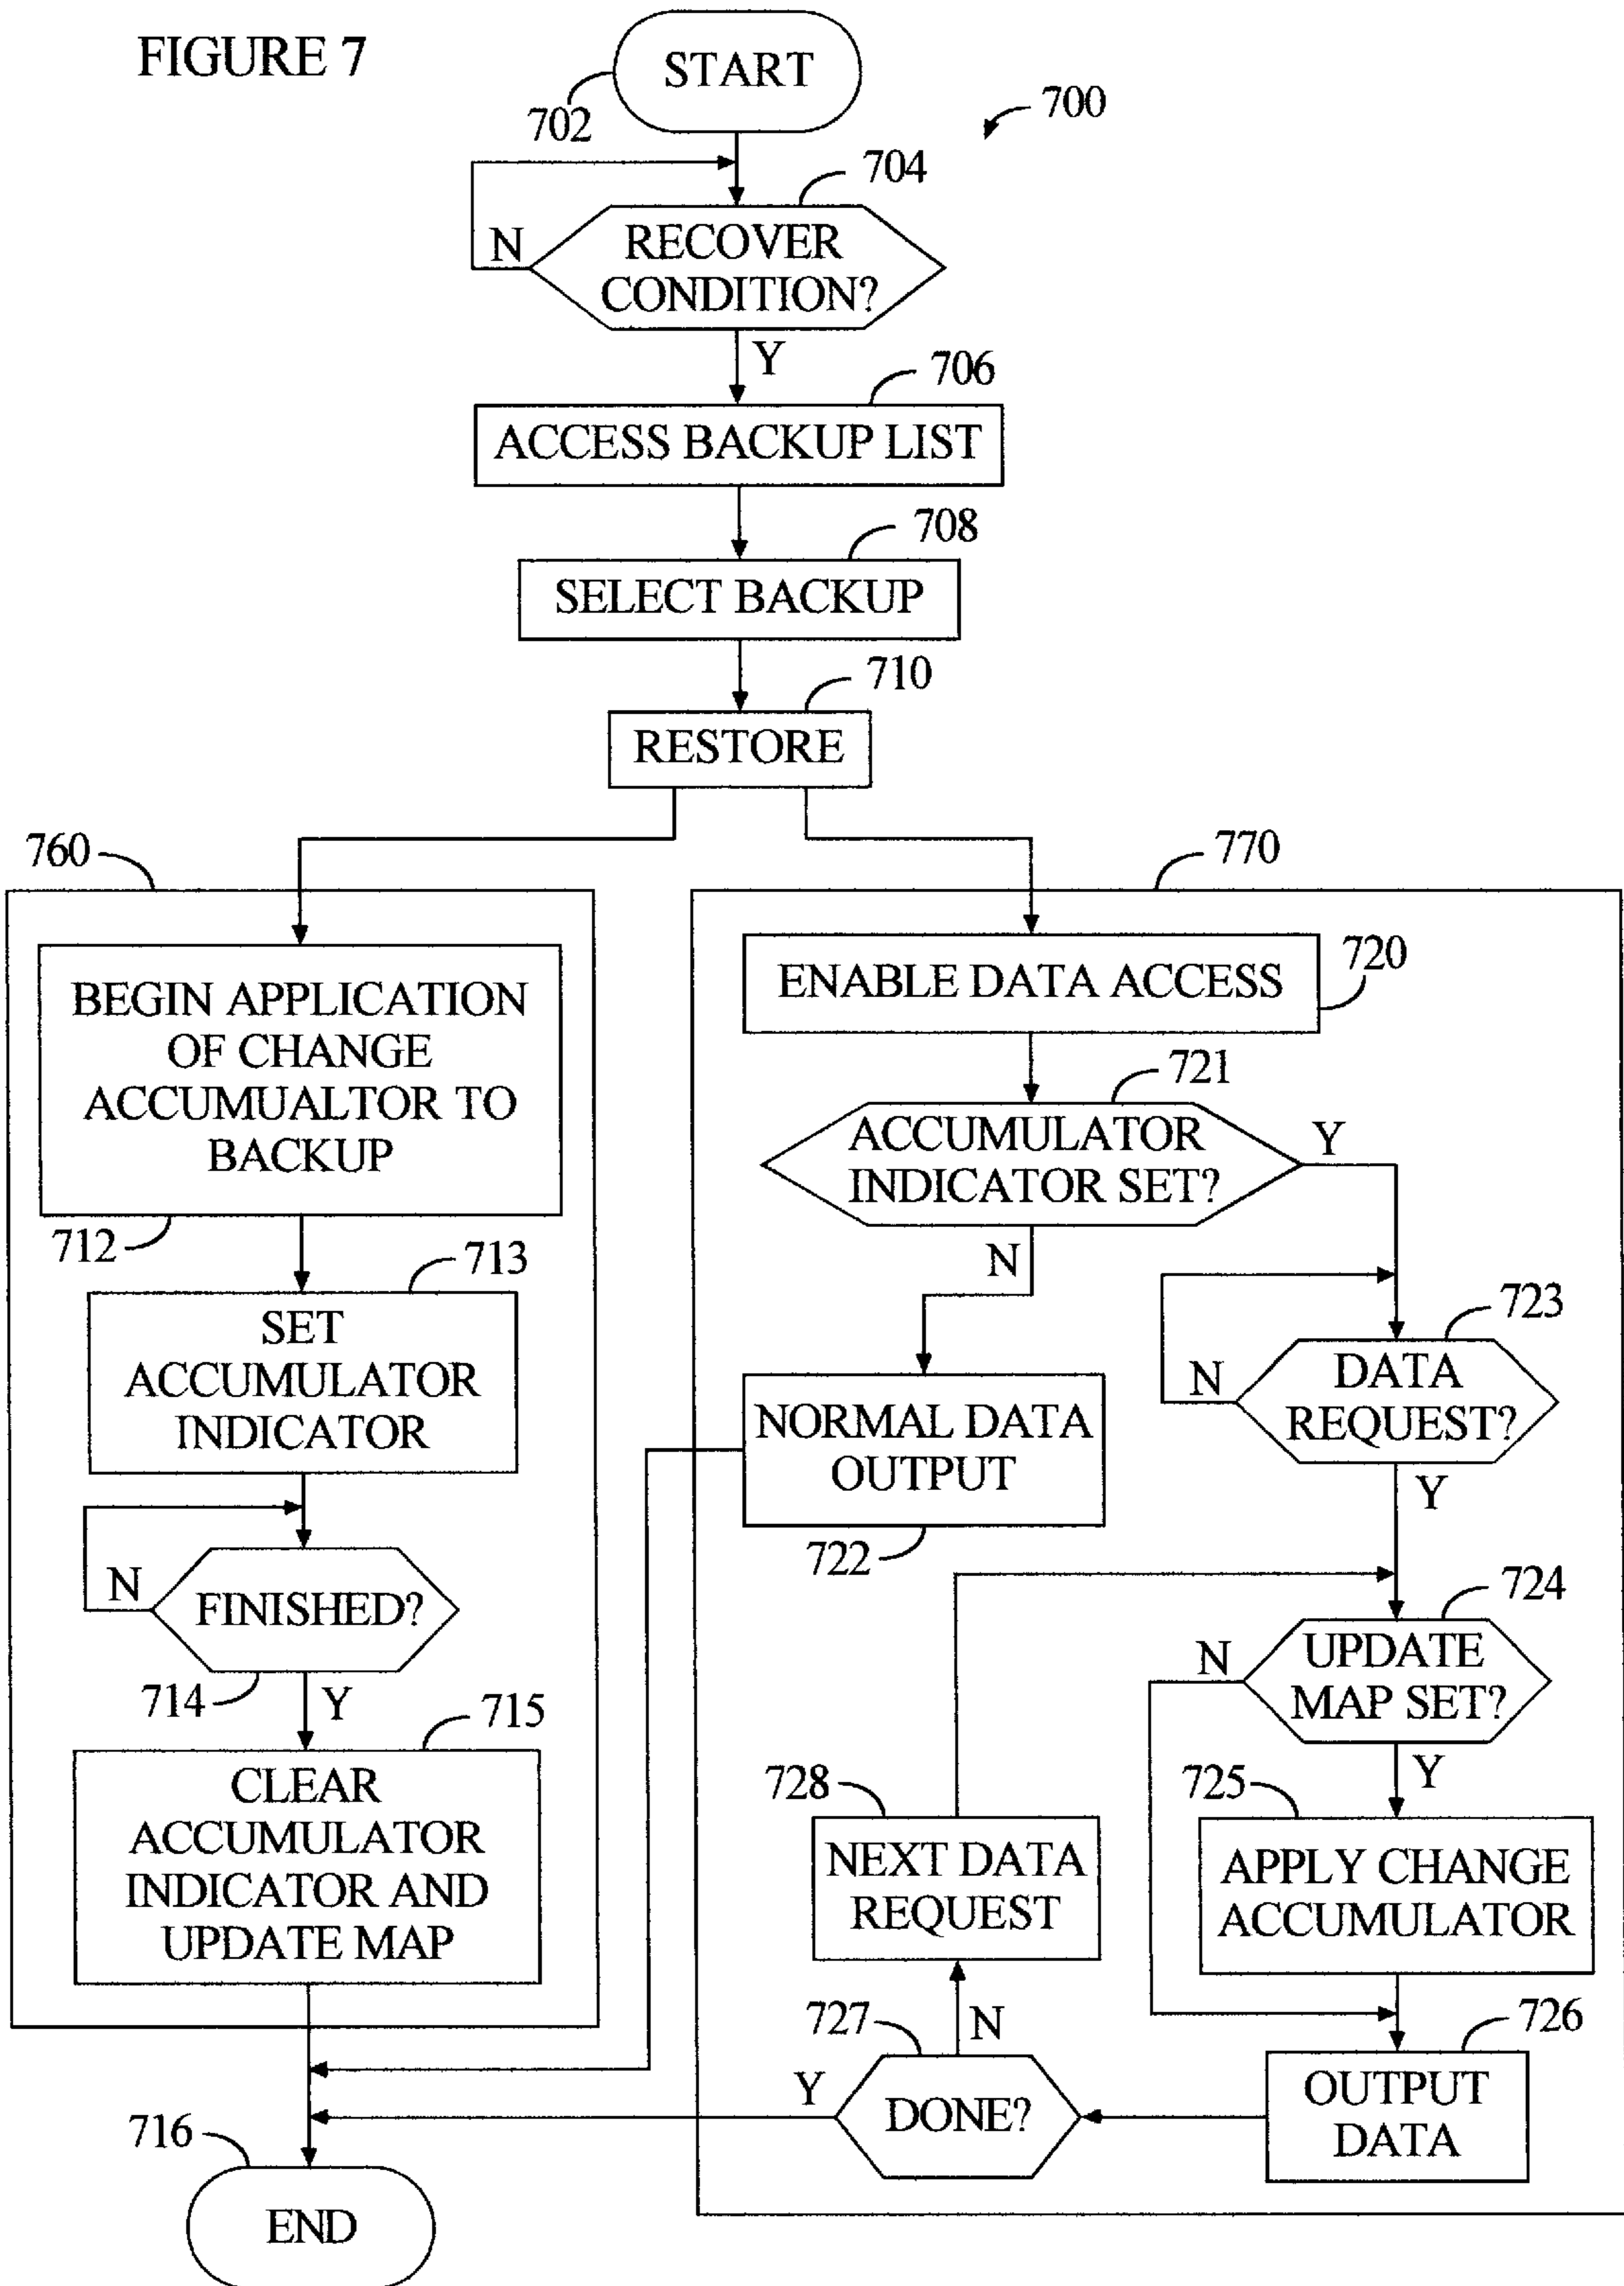 FIGURE 7
START
702
700
704
N
RECOVER
CONDITION?
Y
706
ACCESS BACKUP LIST
708
SELECT BACKUP
710
RESTORE
760
BEGIN APPLICATION
OF CHANGE
ACCUMUALTOR TO
BACKUP
712
713
SET
ACCUMULATOR
INDICATOR
N
FINISHED?
714
Y
715
CLEAR
ACCUMULATOR
INDICATOR AND
UPDATE MAP
770
ENABLE DATA ACCESS
720
721
ACCUMULATOR
INDICATOR SET?
Y
N
NORMAL DATA
OUTPUT
722
723
N
DATA
REQUEST?
Y
724
N
UPDATE
MAP SET?
Y
725
APPLY CHANGE
ACCUMULATOR
726
OUTPUT
DATA
728
NEXT DATA
REQUEST
727
N
Y
DONE?
716
END